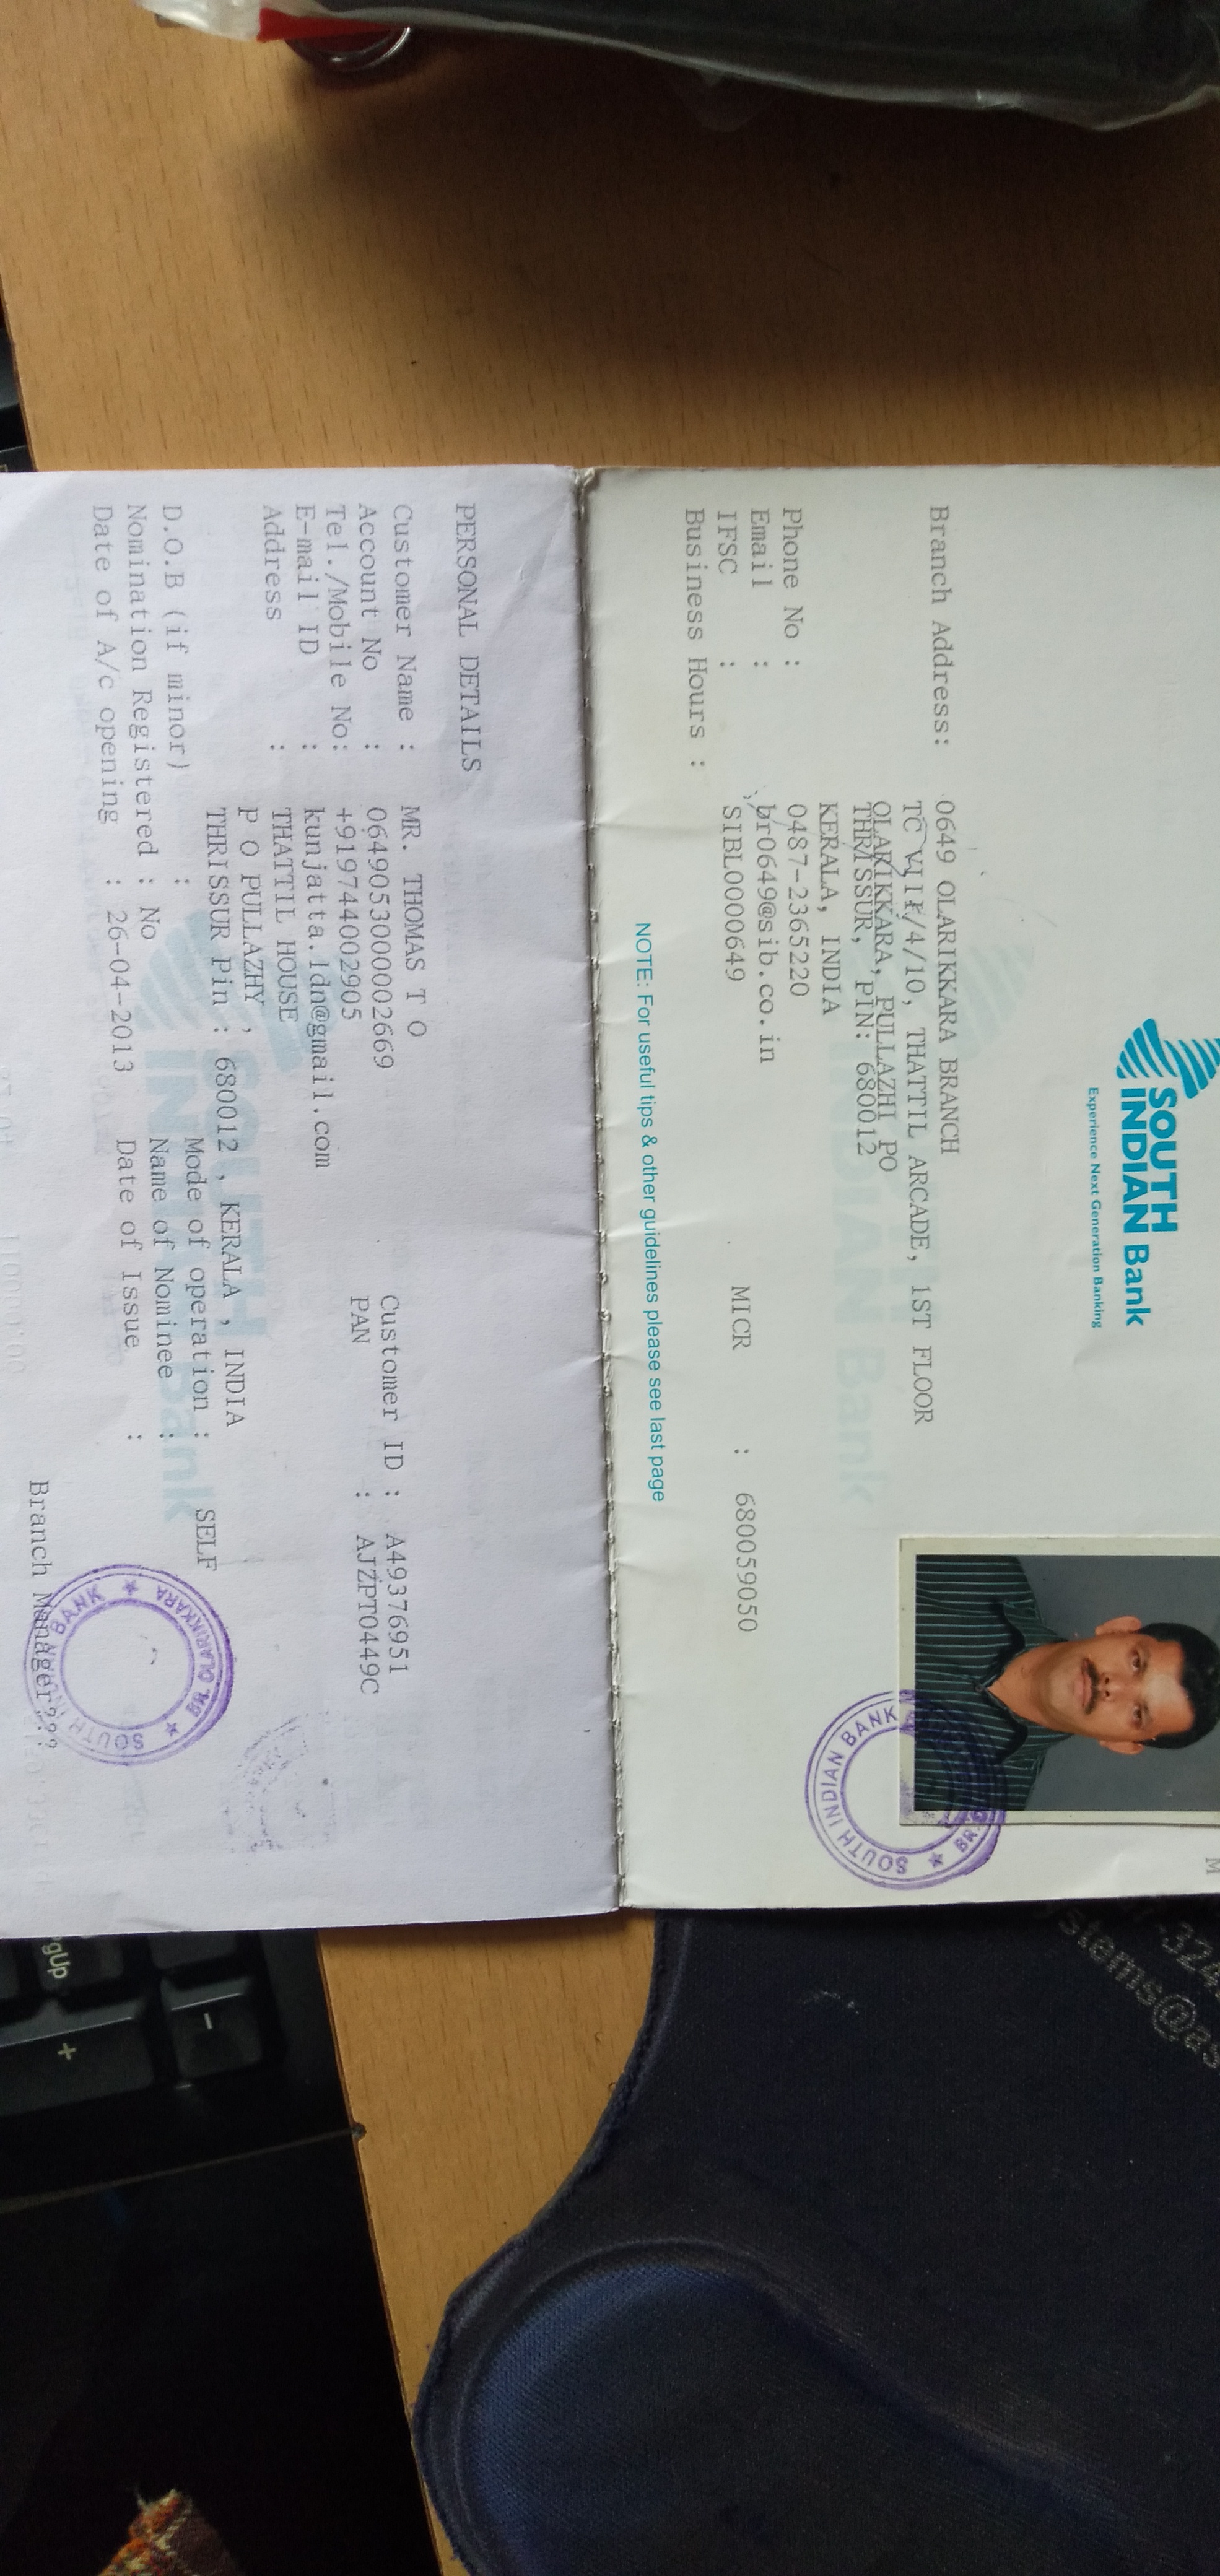 SOUTH
INDIAN Bank
Experience Next Generation Banking
M
Branch Address: 0649 OLARIKKARA BRANCH
TC /4/10, THATTIL ARCADE, 1ST FLOOR
OLARIKKARA, PULLAZHI PO
THRISSUR, PIN: 680012
KERALA, INDIA
Phone No : 0487-2365220
Email : br0649@sib.co.in
IFSC : SIBL0000649 MICR : 680059050
Business Hours :
NOTE: For useful tips & other guidelines please see last page
SOUTH INDIAN BANK
PERSONAL DETAILS
Customer Name : MR. THOMAS T O
Account No : 0649053000002669 Customer ID : A49376951
Tel./Mobile No: +919744002905 PAN : AJZPT0449C
E-mail ID : kunjatta.ldn@gmail.com
Address : THATTIL HOUSE
P O PULLAZHY ,
THRISSUR Pin : 680012 , KERALA , INDIA
D.O.B (if minor) : Mode of operation : SELF
Nomination Registered : No Name of Nominee :
Date of A/c opening : 26-04-2013 Date of Issue :
Branch Manager???
SOUTH BANK
BR OLARIKKARA
PgUp
-
+
-324
stems@as